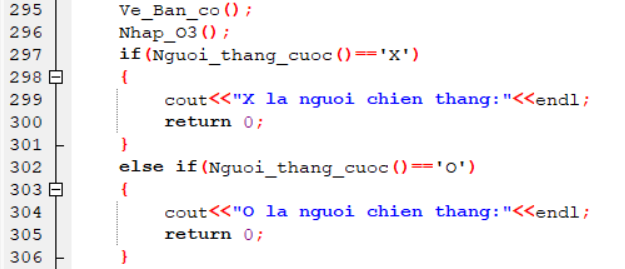 295 Ve_Ban_co();
296 Nhap_O3();
297 if(Nguoi_thang_cuoc()=='X')
298 {
299 cout<<"X la nguoi chien thang:"<<endl;
300 return 0;
301 }
302 else if(Nguoi_thang_cuoc()=='O')
303 {
304 cout<<"O la nguoi chien thang:"<<endl;
305 return 0;
306 }